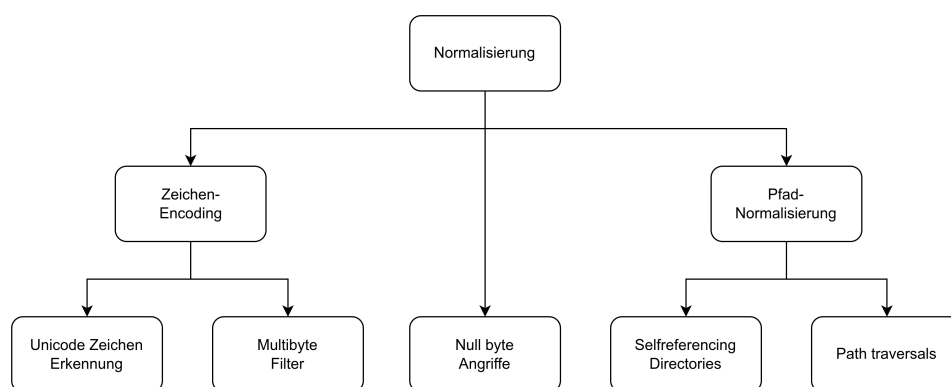 Normalisierung
Zeichen-
Encoding
Pfad-
Normalisierung
Unicode Zeichen
Erkennung
Multibyte
Filter
Null byte
Angriffe
Selfreferencing
Directories
Path traversals